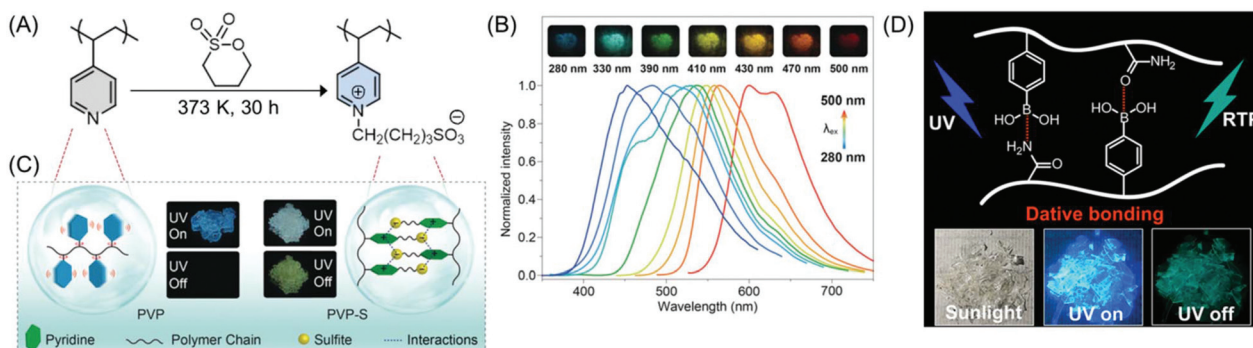 (A)
S
O
O
O
373 K, 30 h
N
N
CH₂(CH₂)₃SO₃
(B)
280 nm 330 nm 390 nm 410 nm 430 nm 470 nm 500 nm
500 nm
λex
280 nm
Normalized intensity
1.0
0.8
0.6
0.4
0.2
0.0
400 500 600 700
Wavelength (nm)
(C)
UV
On
UV
Off
PVP
UV
On
UV
Off
PVP-S
Pyridine Polymer Chain Sulfite Interactions
(D)
UV
RTP
NH₂
O
HO B OH
HO B OH
H₂N
O
Dative bonding
Sunlight UV on UV off